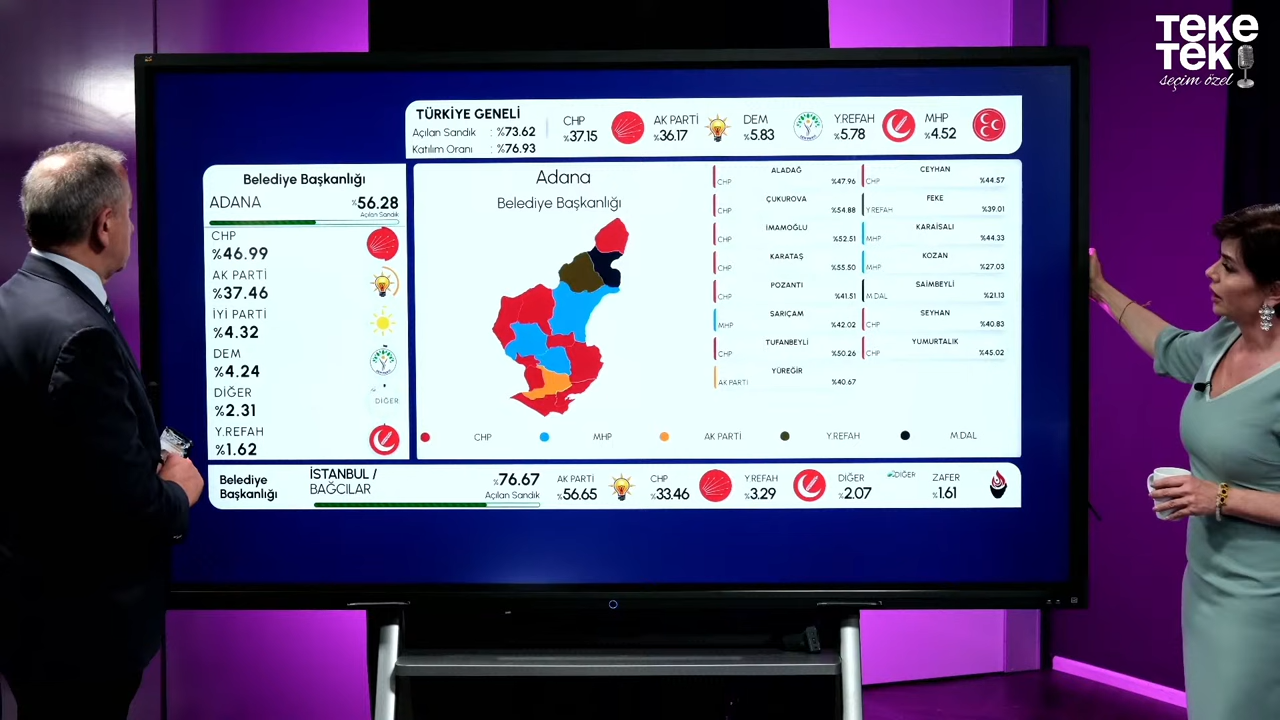 TEKE
TEK
seçim özel
TÜRKİYE GENELİ
Açılan Sandık : %73.62
Katılım Oranı : %76.93
CHP
%37.15
AK PARTİ
%36.17
DEM
%5.83
Y.REFAH
%5.78
MHP
%4.52
Belediye Başkanlığı
ADANA
%56.28
Açılan Sandık
CHP
%46.99
AK PARTİ
%37.46
İYİ PARTİ
%4.32
DEM
%4.24
DİĞER
%2.31
DİĞER
Y.REFAH
%1.62
Adana
Belediye Başkanlığı
ALADAĞ
CHP %47.96
ÇUKUROVA
CHP %54.88
İMAMOĞLU
CHP %52.51
KARATAŞ
CHP %55.50
POZANTI
CHP %41.51
SARIÇAM
MHP %42.02
TUFANBEYLİ
CHP %50.26
YÜREĞİR
AK PARTİ %40.67
CEYHAN
CHP %44.57
FEKE
Y.REFAH %39.01
KARAİSALI
MHP %44.33
KOZAN
MHP %27.03
SAİMBEYLİ
M.DAL %21.13
SEYHAN
CHP %40.83
YUMURTALIK
CHP %45.02
CHP MHP AK PARTİ Y.REFAH M.DAL
Belediye
Başkanlığı
İSTANBUL /
BAĞCILAR
%76.67
Açılan Sandık
AK PARTİ
%56.65
CHP
%33.46
Y.REFAH
%3.29
DİĞER
%2.07
DİĞER
ZAFER
%1.61